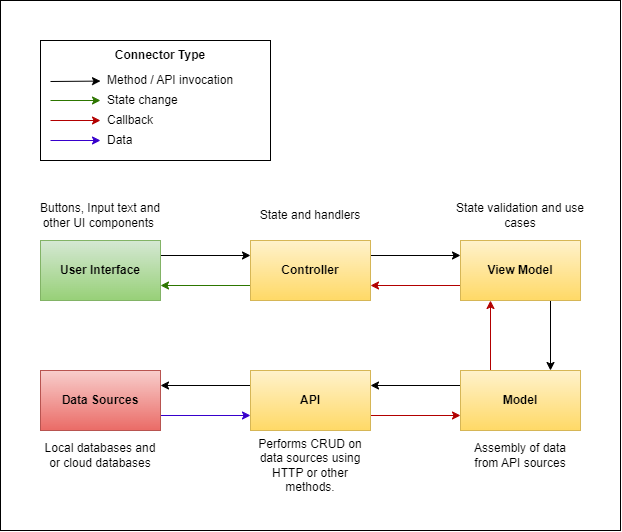 Connector Type
Method / API invocation
State change
Callback
Data
Buttons, Input text and
other UI components
State and handlers
State validation and use
cases
User Interface
Controller
View Model
Data Sources
API
Model
Local databases and
or cloud databases
Performs CRUD on
data sources using
HTTP or other
methods.
Assembly of data
from API sources